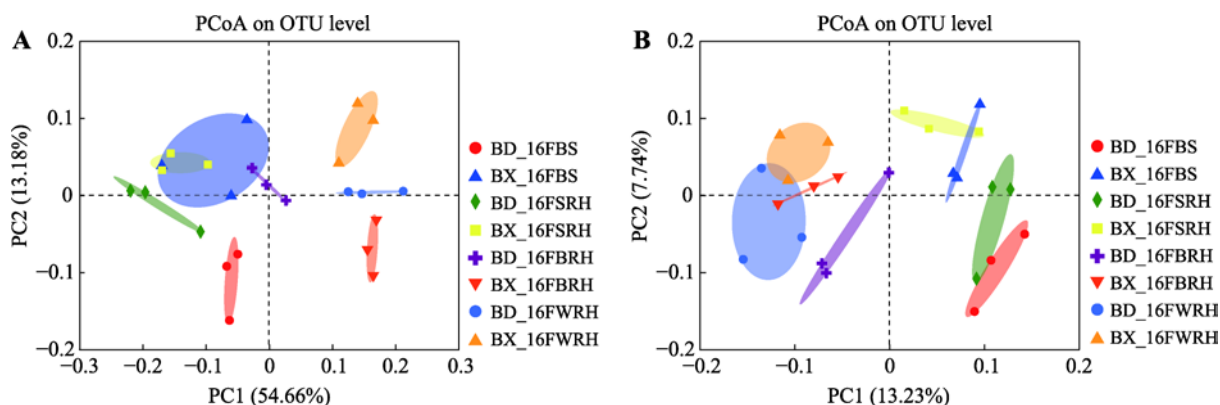 A
PCoA on OTU level
0.2
0.1
0
−0.1
−0.2
PC2 (13.18%)
−0.3
−0.2
−0.1
0
0.1
0.2
0.3
PC1 (54.66%)
BD_16FBS
BX_16FBS
BD_16FSRH
BX_16FSRH
BD_16FBRH
BX_16FBRH
BD_16FWRH
BX_16FWRH
B
PCoA on OTU level
0.2
0.1
0
−0.1
−0.2
PC2 (7.74%)
−0.2
−0.1
0
0.1
0.2
PC1 (13.23%)
BD_16FBS
BX_16FBS
BD_16FSRH
BX_16FSRH
BD_16FBRH
BX_16FBRH
BD_16FWRH
BX_16FWRH